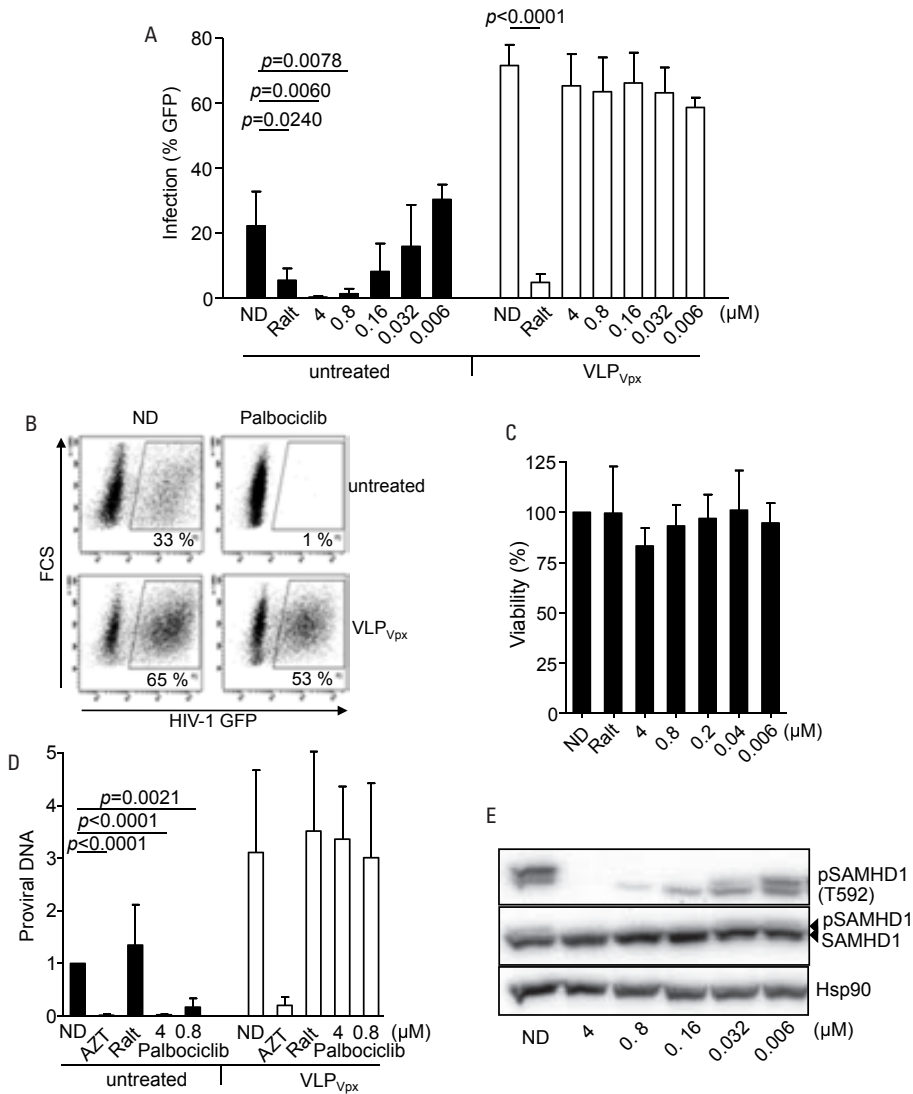 A
Infection (% GFP)
80
60
40
20
0
p=0.0078
p=0.0060
p=0.0240
p<0.0001
ND Ralt 4 0.8 0.16 0.032 0.006 ND Ralt 4 0.8 0.16 0.032 0.006 (µM)
untreated VLPVpx
B
ND Palbociclib
untreated
33 % 1 %
VLPVpx
65 % 53 %
FCS
HIV-1 GFP
C
Viability (%)
125
100
75
50
25
0
ND Ralt 4 0.8 0.2 0.04 0.006 (µM)
D
Proviral DNA
5
4
3
2
1
0
p=0.0021
p<0.0001
p<0.0001
ND AZT Ralt 4 0.8 ND AZT Ralt 4 0.8 (µM)
Palbociclib Palbociclib
untreated VLPVpx
E
pSAMHD1
(T592)
pSAMHD1
SAMHD1
Hsp90
ND 4 0.8 0.16 0.032 0.006 (µM)